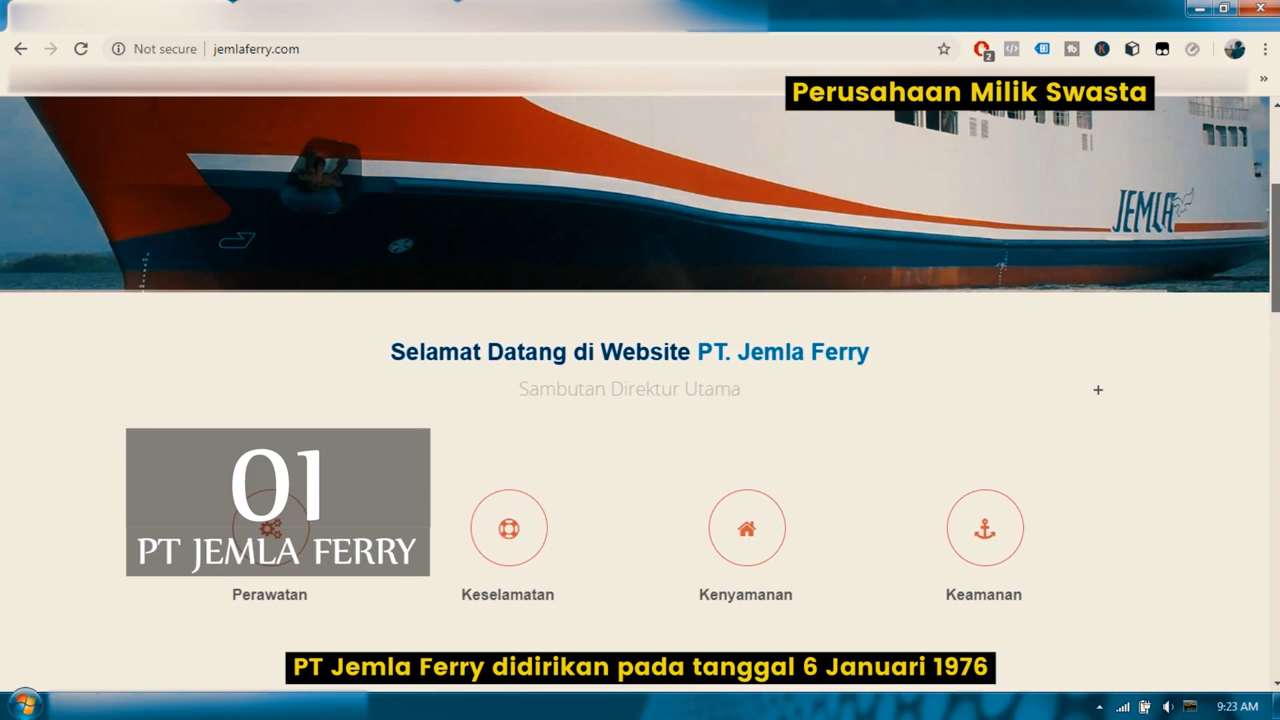 Not secure
jemlaferry.com
2
Perusahaan Milik Swasta
JEMLA
Selamat Datang di Website PT. Jemla Ferry
Sambutan Direktur Utama
+
01
PT JEMLA FERRY
Perawatan
Keselamatan
Kenyamanan
Keamanan
PT Jemla Ferry didirikan pada tanggal 6 Januari 1976
9:23 AM